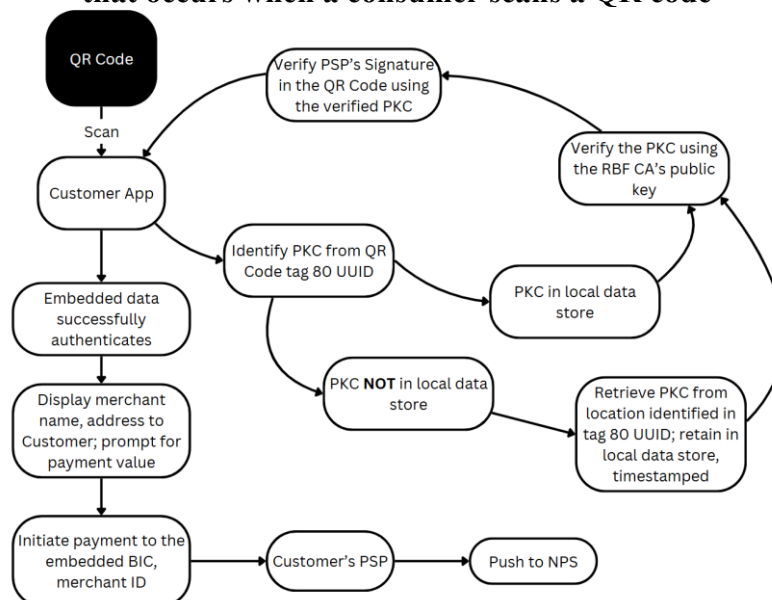 that occurs when a consumer scans a QR code
QR Code
Scan
Customer App
Embedded data
successfully
authenticates
Display merchant
name, address to
Customer; prompt for
payment value
Initiate payment to the
embedded BIC,
merchant ID
Customer's PSP
Push to NPS
Verify PSP's Signature
in the QR Code using
the verified PKC
Verify the PKC using
the RBF CA's public
key
Identify PKC from QR
Code tag 80 UUID
PKC in local data
store
PKC NOT in local data
store
Retrieve PKC from
location identified in
tag 80 UUID; retain in
local data store,
timestamped